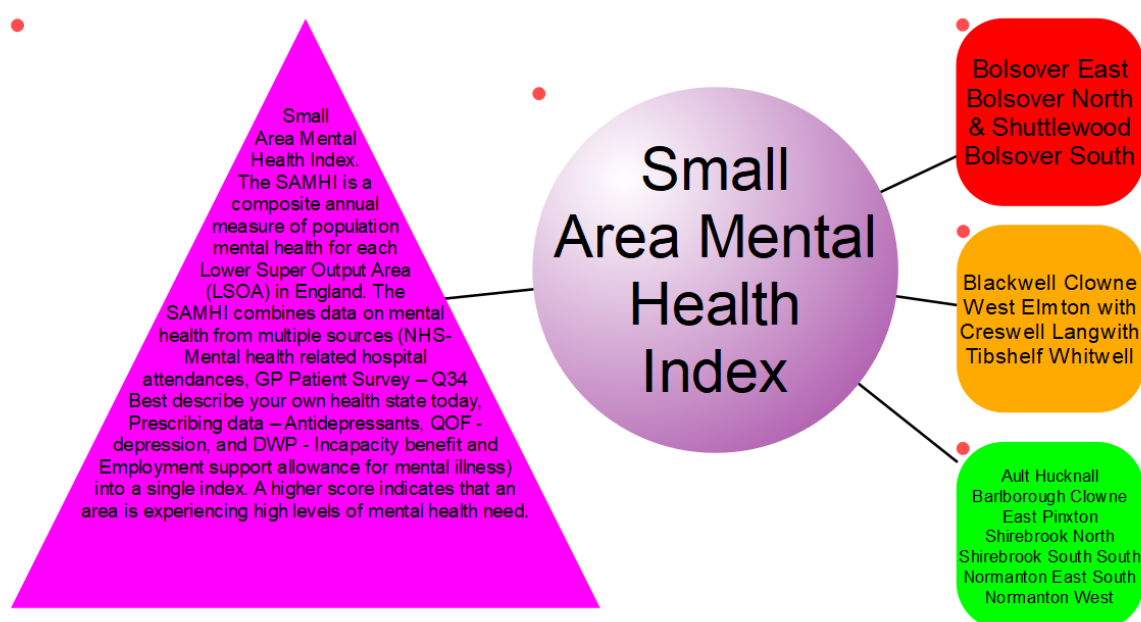 Small
Area Mental
Health Index.
The SAMHI is a
composite annual
measure of population
mental health for each
Lower Super Output Area
(LSOA) in England. The
SAMHI combines data on mental
health from multiple sources (NHS-
Mental health related hospital
attendances, GP Patient Survey – Q34
Best describe your own health state today,
Prescribing data – Antidepressants, QOF -
depression, and DWP - Incapacity benefit and
Employment support allowance for mental illness)
into a single index. A higher score indicates that an
area is experiencing high levels of mental health need.
Small
Area Mental
Health
Index
Bolsover East
Bolsover North
& Shuttlewood
Bolsover South
Blackwell Clowne
West Elmton with
Creswell Langwith
Tibshelf Whitwell
Ault Hucknall
Barlborough Clowne
East Pinxton
Shirebrook North
Shirebrook South South
Normanton East South
Normanton West